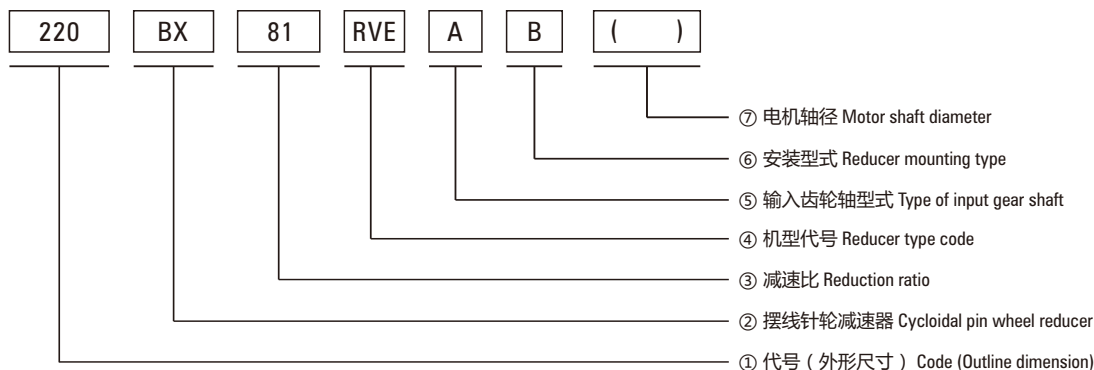 220 BX 81 RVE A B ( )
⑦ 电机轴径 Motor shaft diameter
⑥ 安装型式 Reducer mounting type
⑤ 输入齿轮轴型式 Type of input gear shaft
④ 机型代号 Reducer type code
③ 减速比 Reduction ratio
② 摆线针轮减速器 Cycloidal pin wheel reducer
① 代号（外形尺寸） Code (Outline dimension)